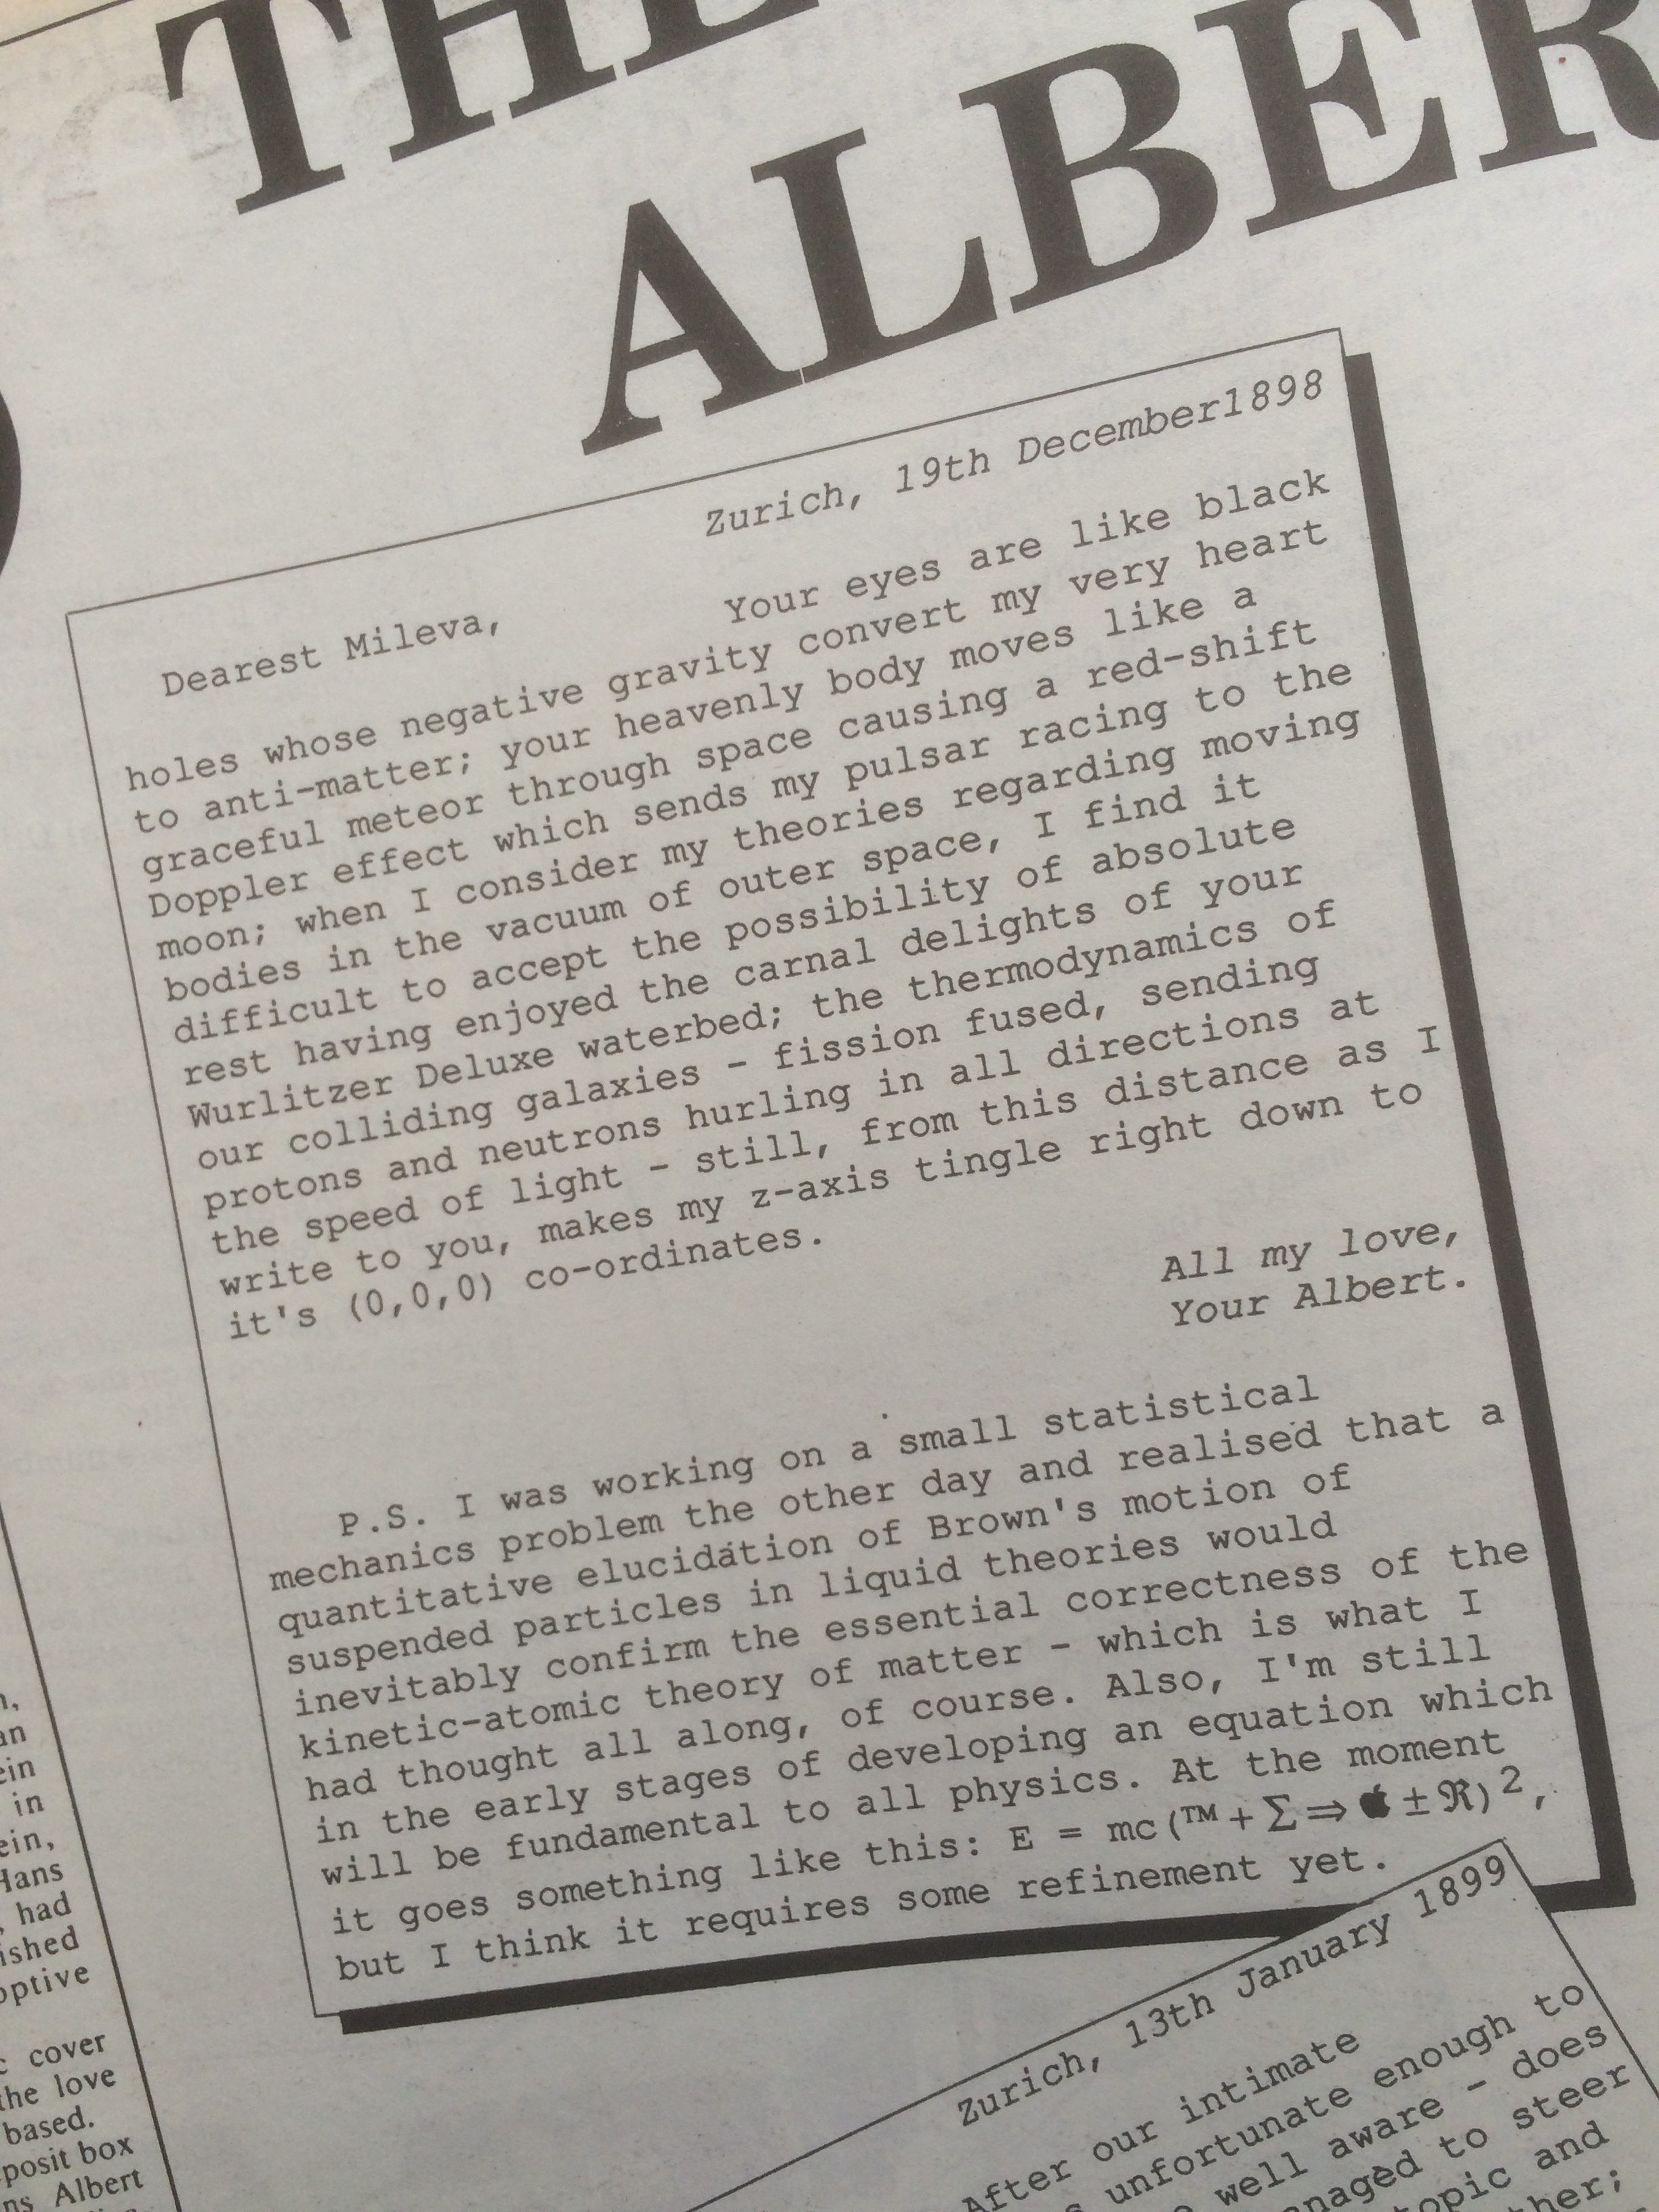 ALBER
Zurich, 19th December1898
Dearest Mileva,
Your eyes are like black
holes whose negative gravity convert my very heart
to anti-matter; your heavenly body moves like a
graceful meteor through space causing a red-shift
Doppler effect which sends my pulsar racing to the
moon; when I consider my theories regarding moving
bodies in the vacuum of outer space, I find it
difficult to accept the possibility of absolute
rest having enjoyed the carnal delights of your
Wurlitzer Deluxe waterbed; the thermodynamics of
our colliding galaxies - fission fused, sending
protons and neutrons hurling in all directions at
the speed of light - still, from this distance as I
write to you, makes my z-axis tingle right down to
it's (0,0,0) co-ordinates.
All my love,
Your Albert.
P.S. I was working on a small statistical
mechanics problem the other day and realised that a
quantitative elucidation of Brown's motion of
suspended particles in liquid theories would
inevitably confirm the essential correctness of the
kinetic-atomic theory of matter - which is what I
had thought all along, of course. Also, I'm still
in the early stages of developing an equation which
will be fundamental to all physics. At the moment
it goes something like this: E = mc(™+Σ⇒±ℜ)²,
but I think it requires some refinement yet.
Zurich, 13th January 1899
After our intimate
unfortunate enough to
well aware - does
to steer
and
in
had
cover
the love
based.
box
Albert